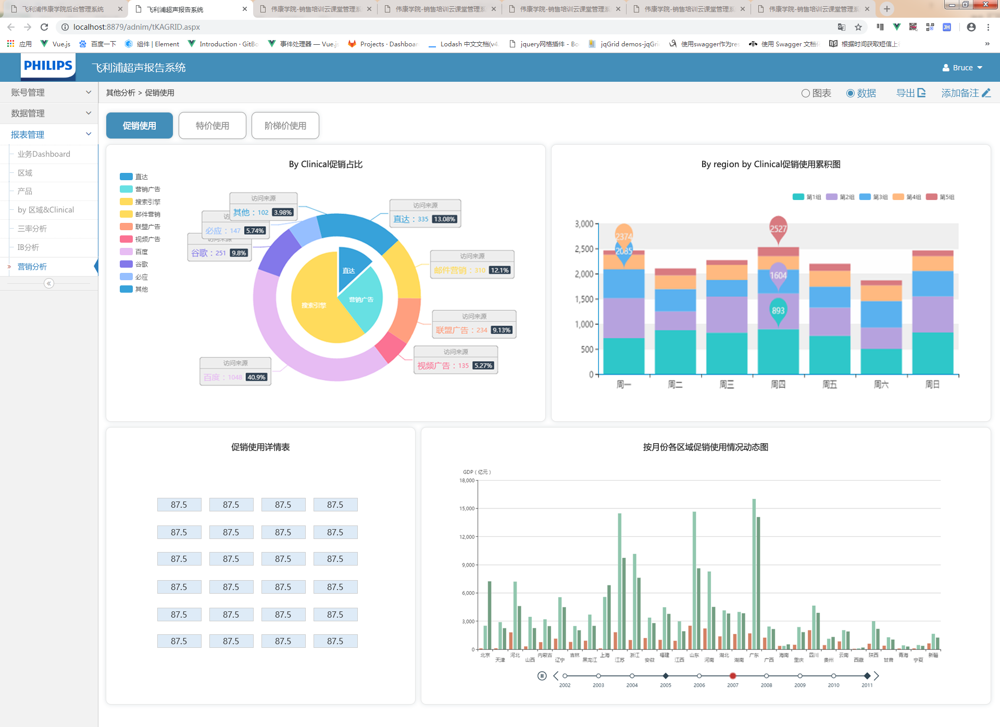 飞利浦伟康学院后台管理系统
飞利浦超声报告系统
伟康学院-销售培训云课堂管理系
伟康学院-销售培训云课堂管理系
伟康学院-销售培训云课堂管理系
伟康学院-销售培训云课堂管理系
伟康学院-销售培训云课堂管理系
localhost:8879/adnim/tKAGRID.aspx
JH
应用 Vue.js 百度一下 组件 | Element Introduction · GitBo 事件处理器 — Vue.js Projects · Dashboar Lodash 中文文档(v4. jquery网格插件 - Bo jqGrid demos-jqGri 使用swagger作为res 使用 Swagger 文档化 根据时间获取短信上 »
PHILIPS 飞利浦超声报告系统 Bruce
账号管理
数据管理
报表管理
业务Dashboard
区域
产品
by 区域&Clinical
三率分析
IB分析
» 营销分析
«
其他分析 > 促销使用
图表 数据 导出 添加备注
促销使用 特价使用 阶梯价使用
By Clinical促销占比
直达
营销广告
搜索引擎
邮件营销
联盟广告
视频广告
百度
谷歌
必应
其他
访问来源
其他：102 3.98%
访
必应：147 5.74%
访问来源
谷歌：251 9.8%
访问来源
直达：335 13.08%
访问来源
邮件营销：310 12.1%
访问来源
联盟广告：234 9.13%
访问来源
视频广告：135 5.27%
访问来源
百度：1048 40.9%
直达
营销广告
搜索引擎
By region by Clinical促销使用累积图
第1组 第2组 第3组 第4组 第5组
3,000
2,500
2,000
1,500
1,000
500
0
2374
2085
2527
1604
893
周一 周二 周三 周四 周五 周六 周日
促销使用详情表
87.5 87.5 87.5 87.5
87.5 87.5 87.5 87.5
87.5 87.5 87.5 87.5
87.5 87.5 87.5 87.5
87.5 87.5 87.5 87.5
87.5 87.5 87.5 87.5
按月份各区域促销使用情况动态图
GDP（亿元）
18,000
15,000
12,000
9,000
6,000
3,000
0
北京 天津 河北 山西 内蒙古 辽宁 吉林 黑龙江 上海 江苏 浙江 安徽 福建 江西 山东 河南 湖北 湖南 广东 广西 海南 重庆 四川 贵州 云南 西藏 陕西 甘肃 青海 宁夏 新疆
2002 2003 2004 2005 2006 2007 2008 2009 2010 2011